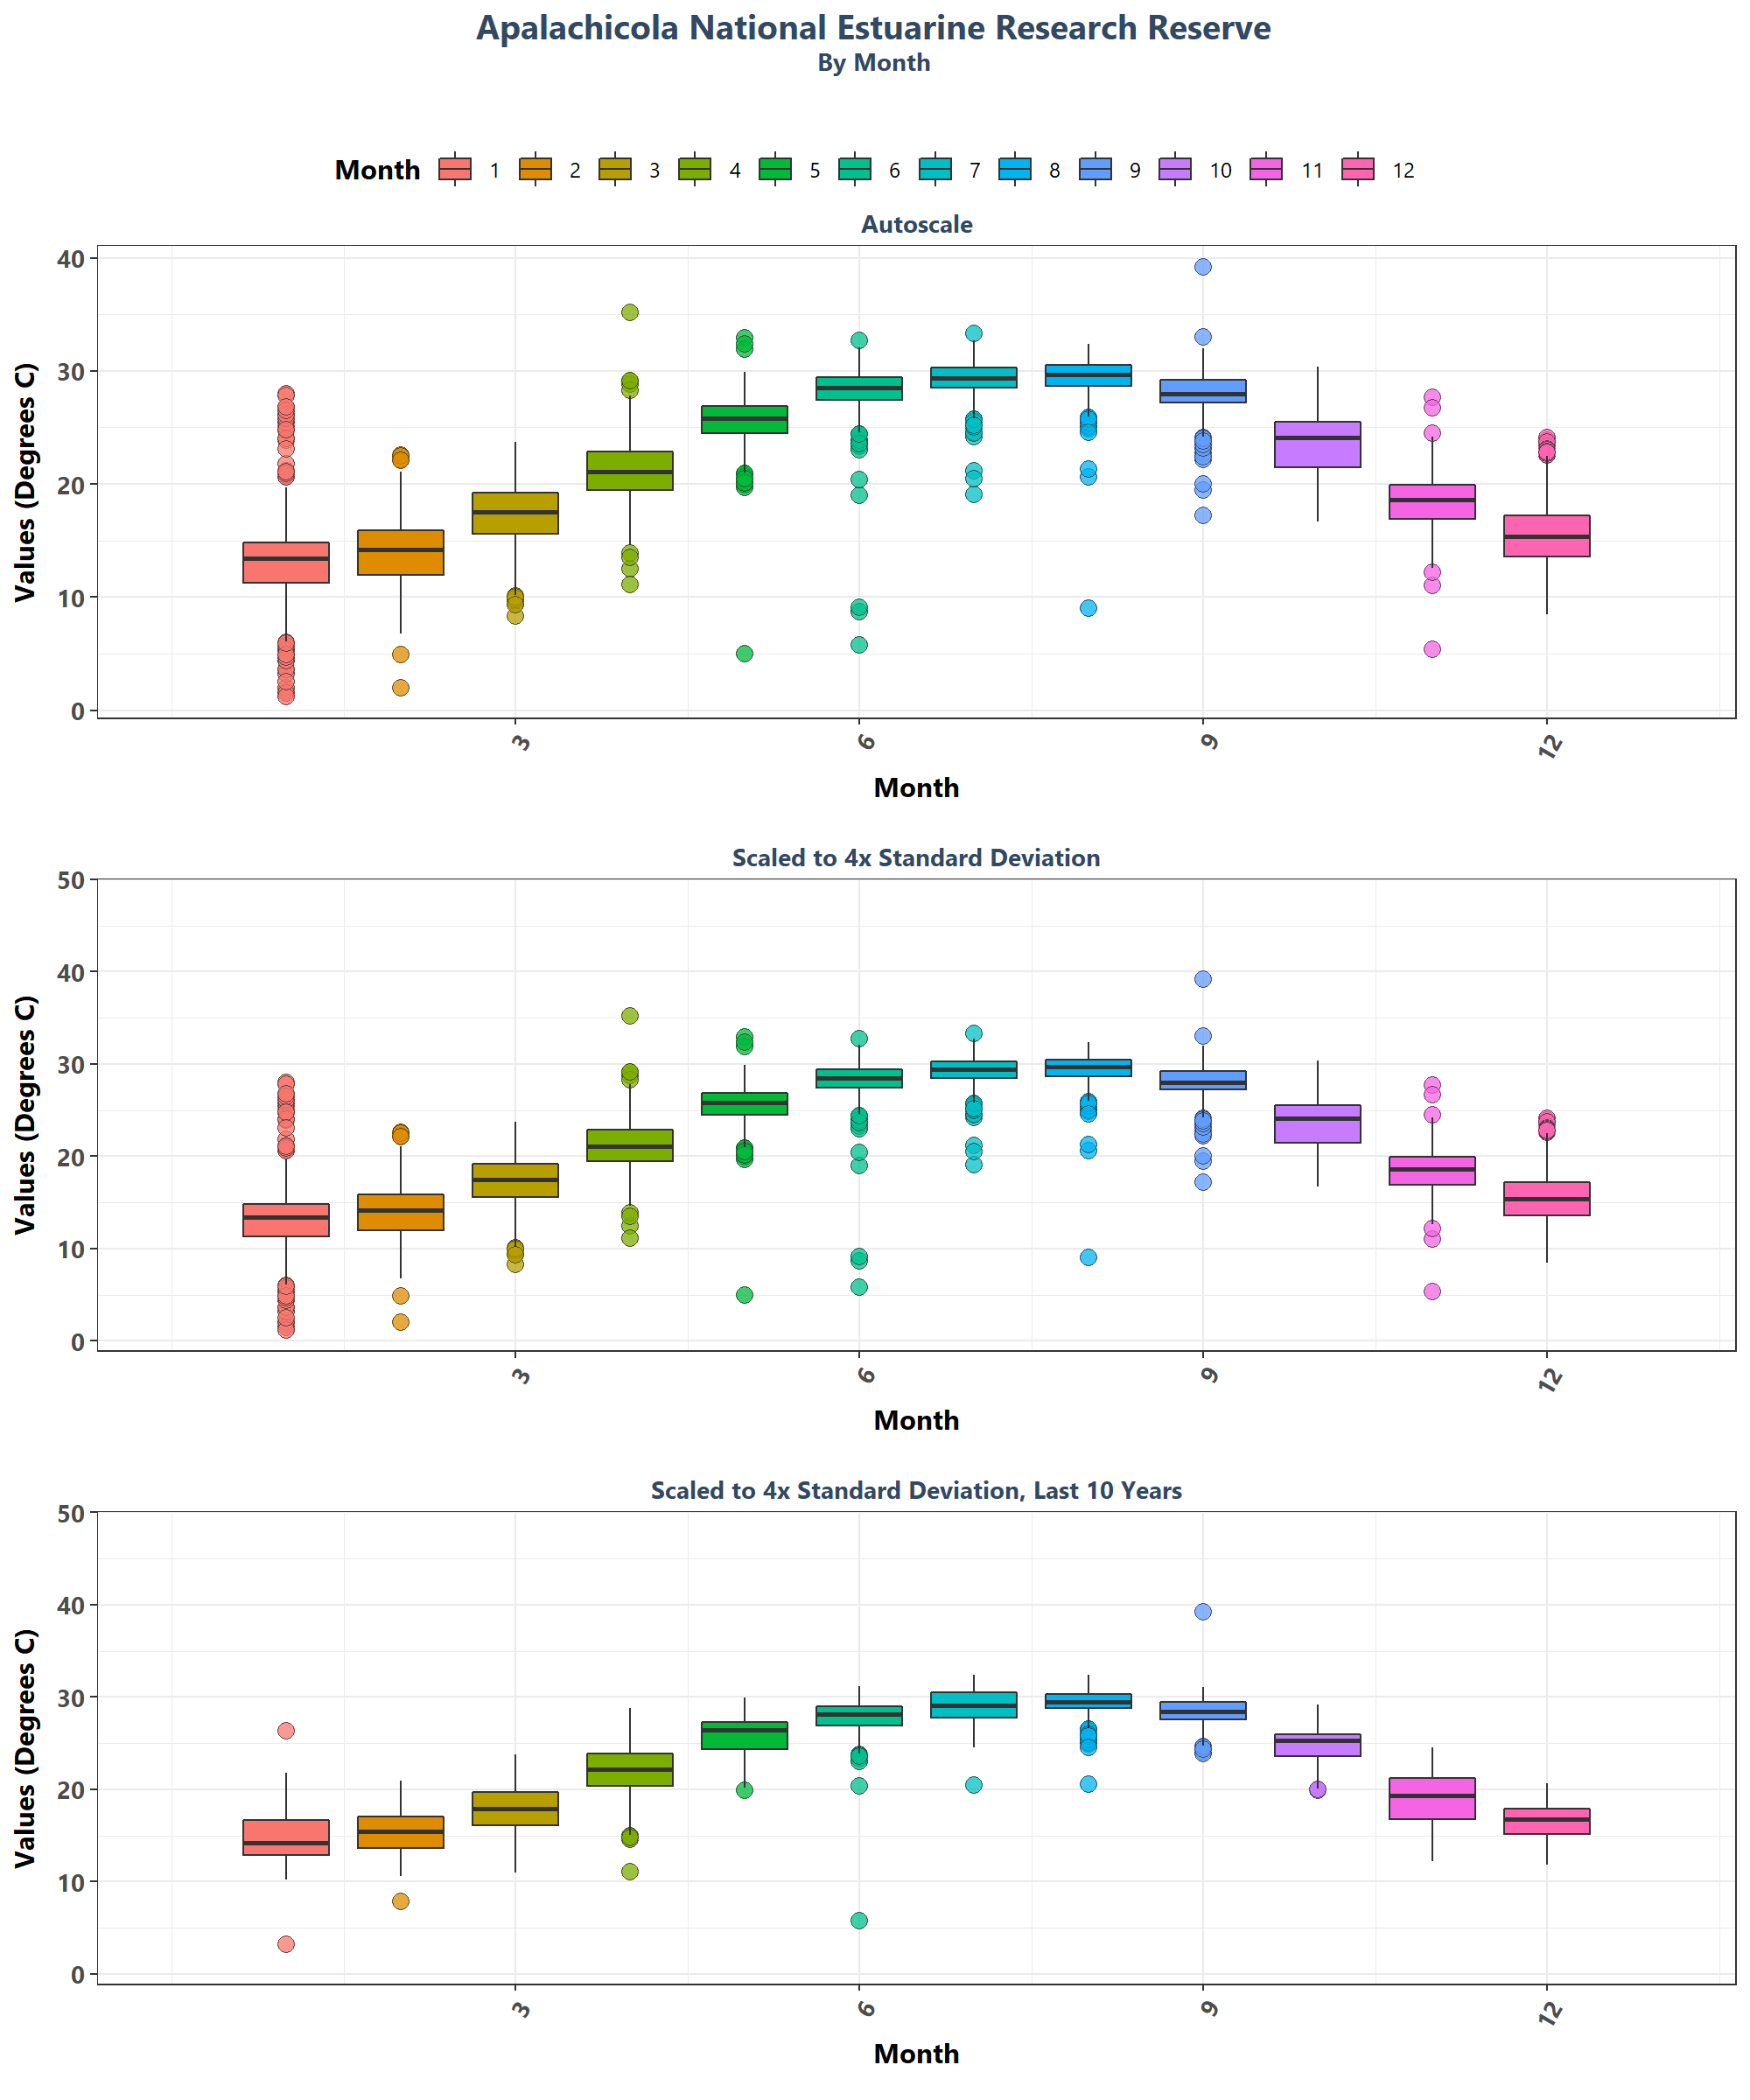 Apalachicola National Estuarine Research Reserve
By Month
Month 1 2 3 4 5 6 7 8 9 10 11 12
Autoscale
Values (Degrees C)
40
30
20
10
0
3 6 9 12
Month
Scaled to 4x Standard Deviation
Values (Degrees C)
50
40
30
20
10
0
3 6 9 12
Month
Scaled to 4x Standard Deviation, Last 10 Years
Values (Degrees C)
50
40
30
20
10
0
3 6 9 12
Month